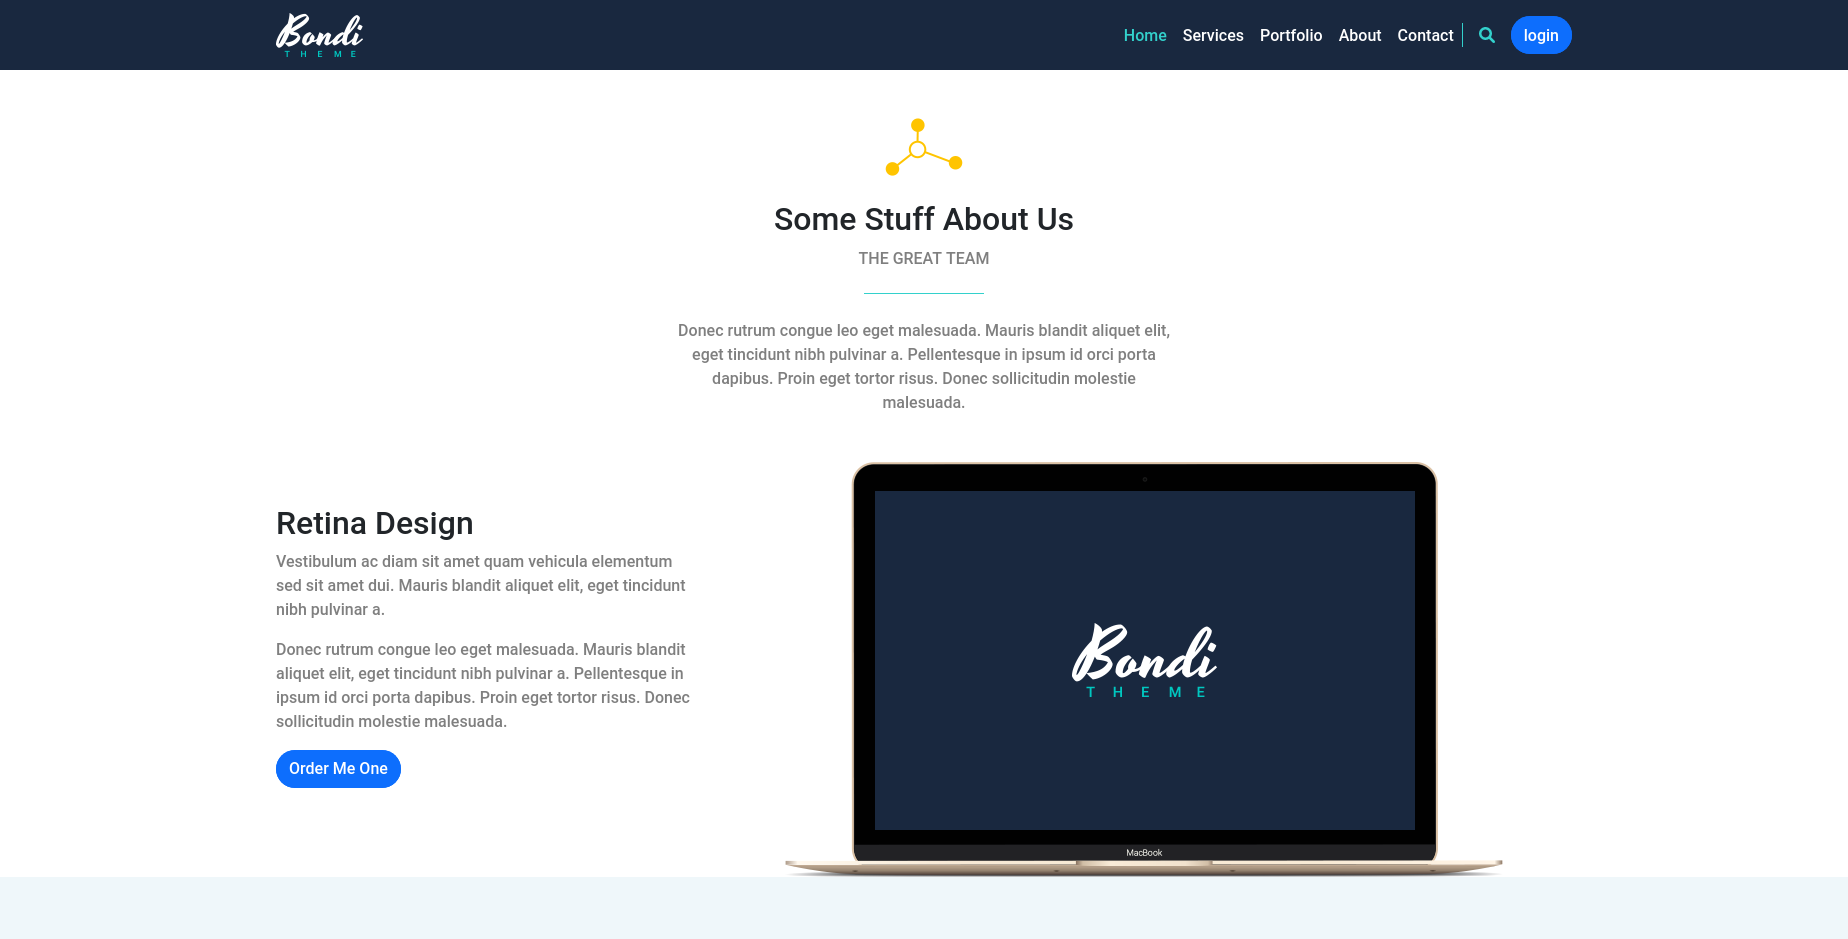 Bondi
THEME
Home Services Portfolio About Contact login
Some Stuff About Us
THE GREAT TEAM
Donec rutrum congue leo eget malesuada. Mauris blandit aliquet elit,
eget tincidunt nibh pulvinar a. Pellentesque in ipsum id orci porta
dapibus. Proin eget tortor risus. Donec sollicitudin molestie
malesuada.
Retina Design
Vestibulum ac diam sit amet quam vehicula elementum
sed sit amet dui. Mauris blandit aliquet elit, eget tincidunt
nibh pulvinar a.
Donec rutrum congue leo eget malesuada. Mauris blandit
aliquet elit, eget tincidunt nibh pulvinar a. Pellentesque in
ipsum id orci porta dapibus. Proin eget tortor risus. Donec
sollicitudin molestie malesuada.
Order Me One
Bondi
THEME
MacBook